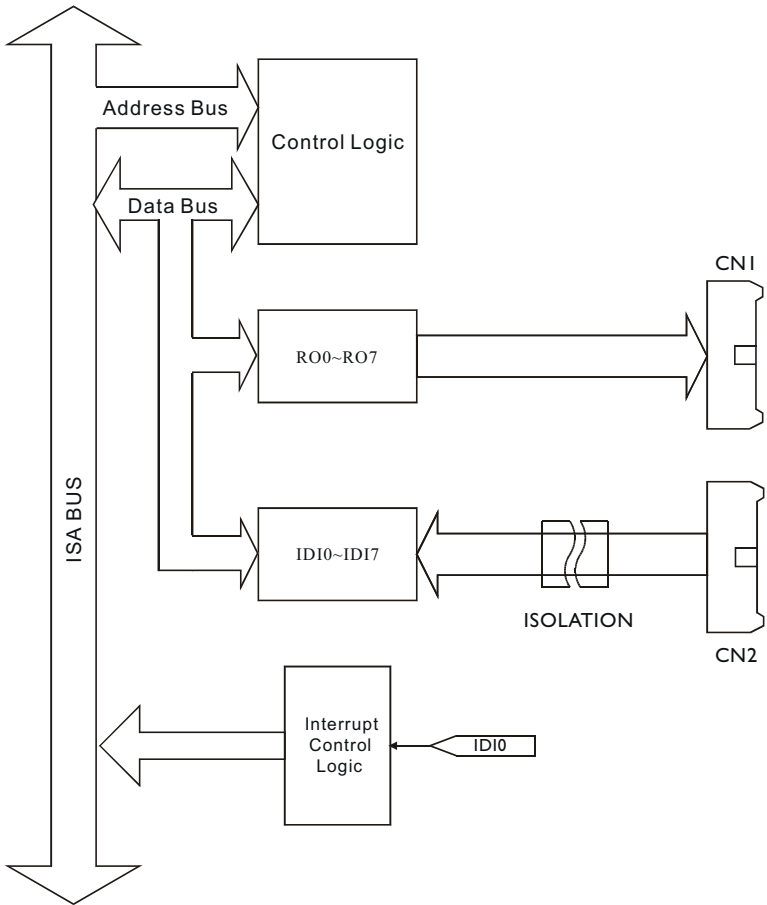 Address Bus
Control Logic
Data Bus
CN1
RO0~RO7
ISA BUS
IDI0~IDI7
ISOLATION
CN2
Interrupt
Control
Logic
IDI0